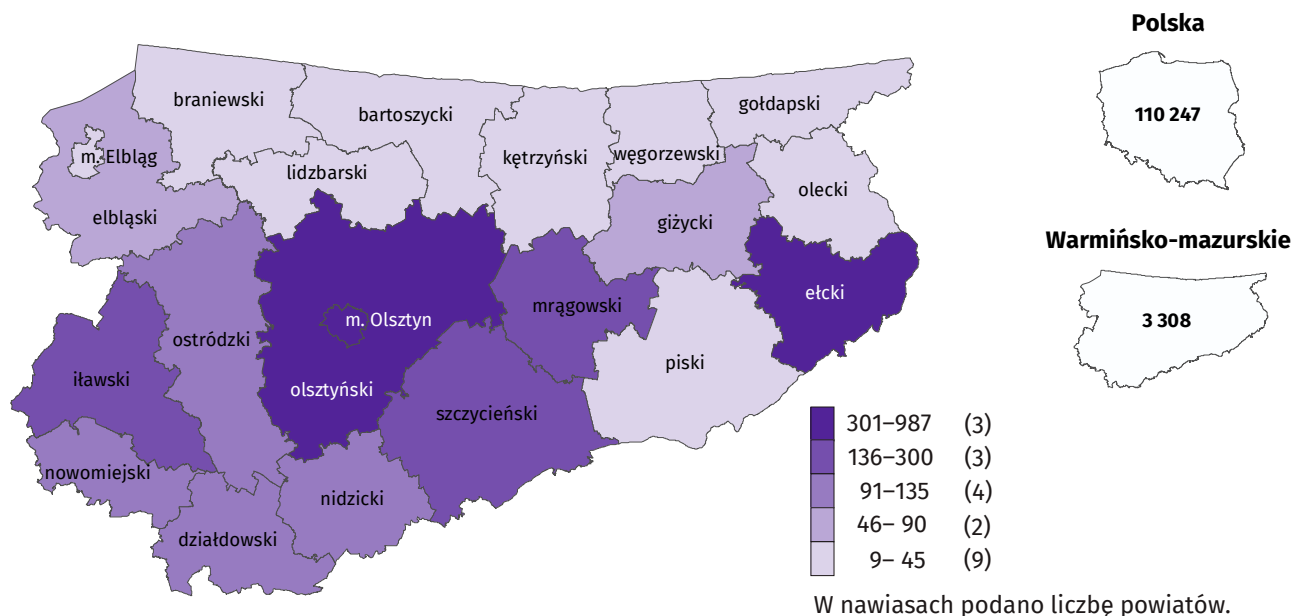 Polska
110 247
Warmińsko-mazurskie
3 308
braniewski
bartoszycki
gołdapski
m. Elbląg
lidzbarski
kętrzyński
węgorzewski
olecki
elbląski
giżycki
ełcki
mrągowski
m. Olsztyn
ostródzki
piski
iławski
olsztyński
szczycieński
nowomiejski
nidzicki
działdowski
301–987 (3)
136–300 (3)
91–135 (4)
46– 90 (2)
9– 45 (9)
W nawiasach podano liczbę powiatów.